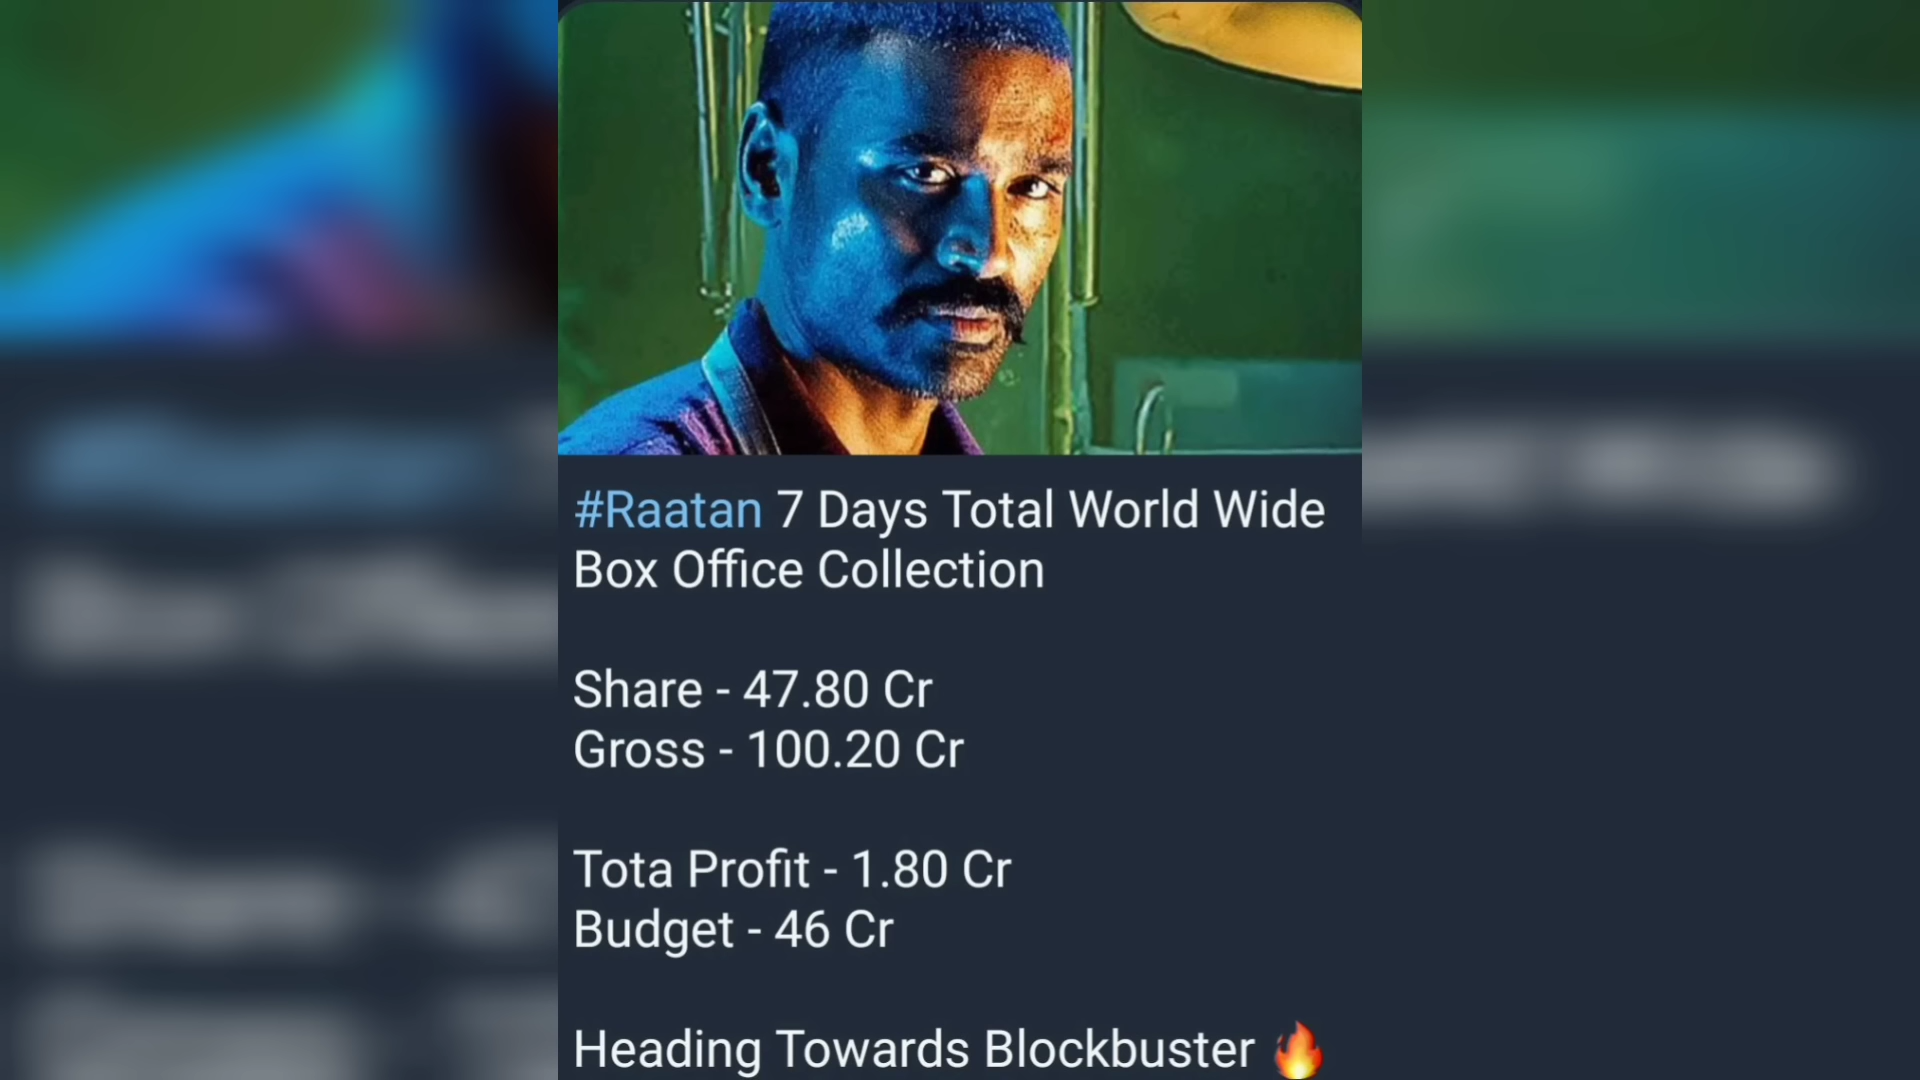 #Raatan 7 Days Total World Wide
Box Office Collection
Share - 47.80 Cr
Gross - 100.20 Cr
Tota Profit - 1.80 Cr
Budget - 46 Cr
Heading Towards Blockbuster 🔥